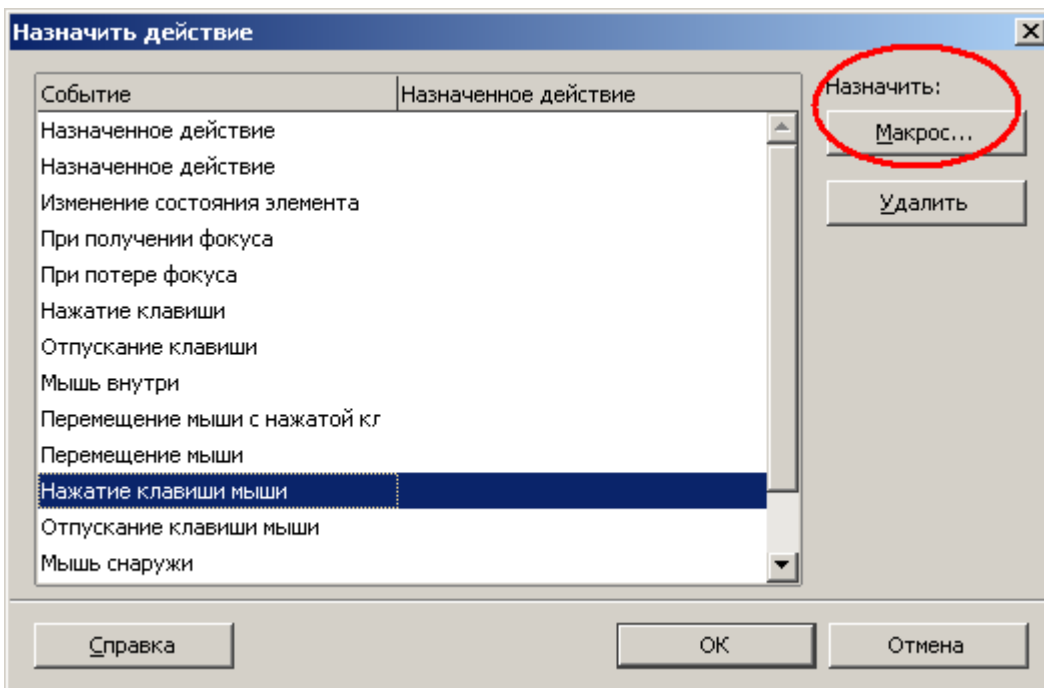 Назначить действие
Событие Назначенное действие
Назначить:
Назначенное действие
Макрос...
Назначенное действие
Изменение состояния элемента
Удалить
При получении фокуса
При потере фокуса
Нажатие клавиши
Отпускание клавиши
Мышь внутри
Перемещение мыши с нажатой кл
Перемещение мыши
Нажатие клавиши мыши
Отпускание клавиши мыши
Мышь снаружи
Справка ОК Отмена